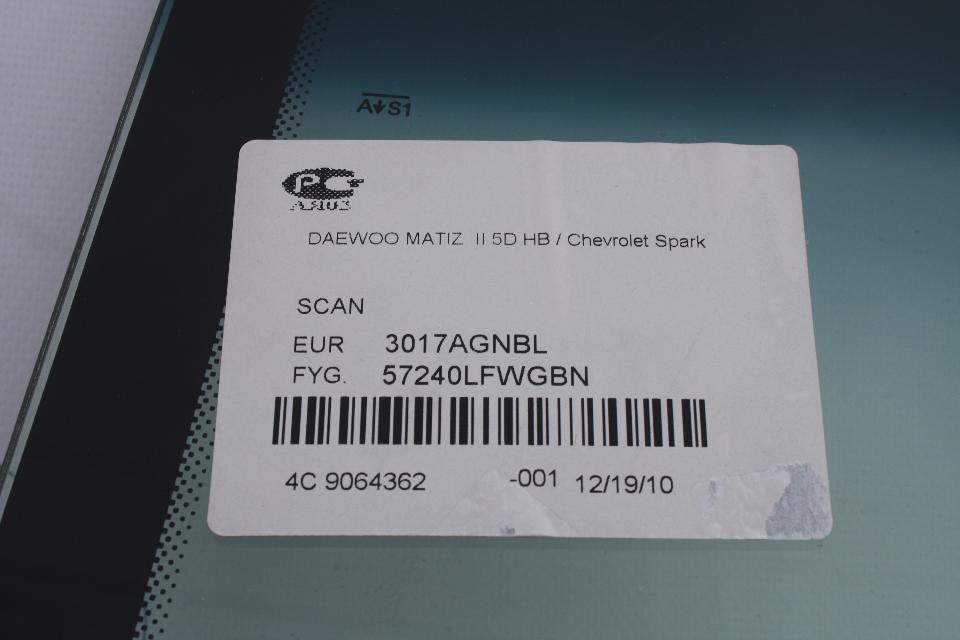 A↓S1
PC
DAEWOO MATIZ II 5D HB / Chevrolet Spark
SCAN
EUR 3017AGNBL
FYG. 57240LFWGBN
4C 9064362 -001 12/19/10